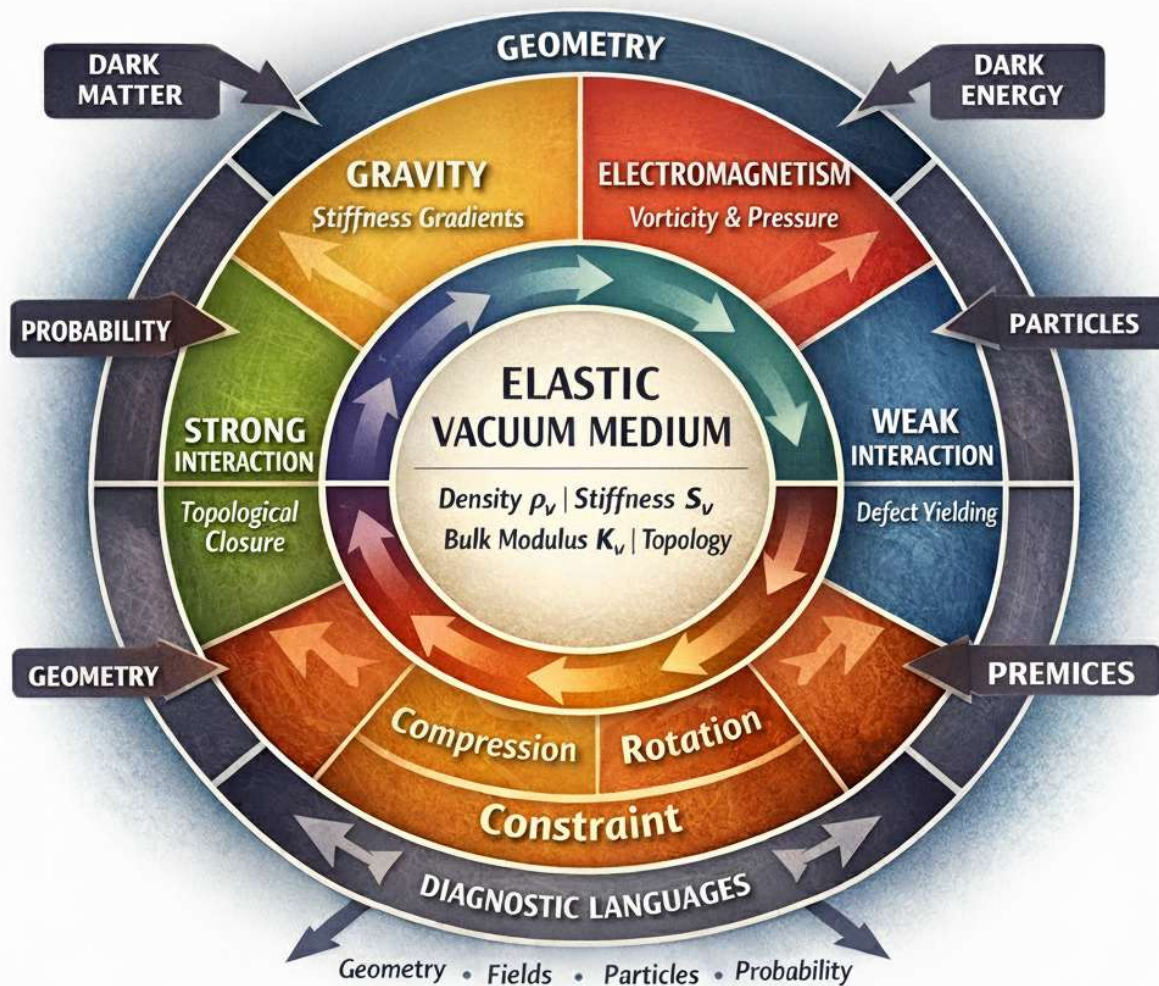 GEOMETRY
DARK
MATTER
DARK
ENERGY
GRAVITY
Stiffness Gradients
ELECTROMAGNETISM
Vorticity & Pressure
PROBABILITY
PARTICLES
ELASTIC
VACUUM MEDIUM
Density ρᵥ | Stiffness Sᵥ
Bulk Modulus Kᵥ | Topology
STRONG
INTERACTION
Topological
Closure
WEAK
INTERACTION
Defect Yielding
GEOMETRY
PREMICES
Compression
Rotation
Constraint
DIAGNOSTIC LANGUAGES
Geometry • Fields • Particles • Probability